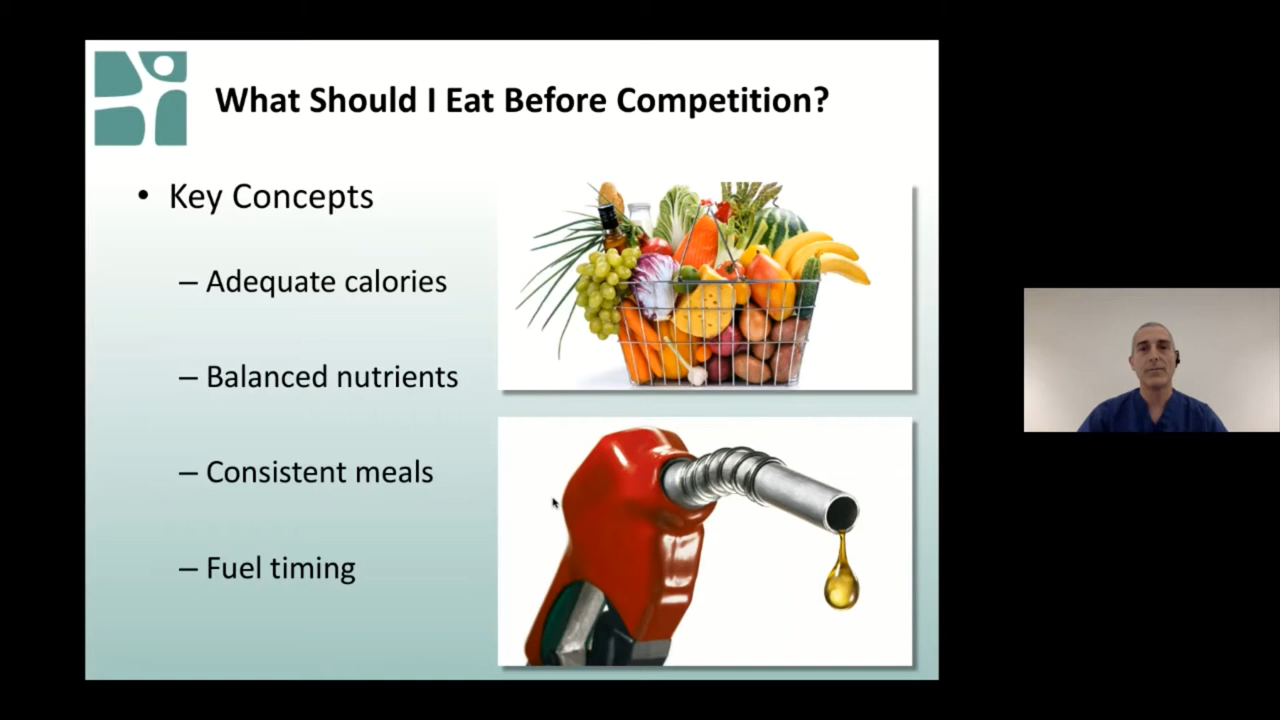 What Should I Eat Before Competition?
• Key Concepts
– Adequate calories
– Balanced nutrients
– Consistent meals
– Fuel timing